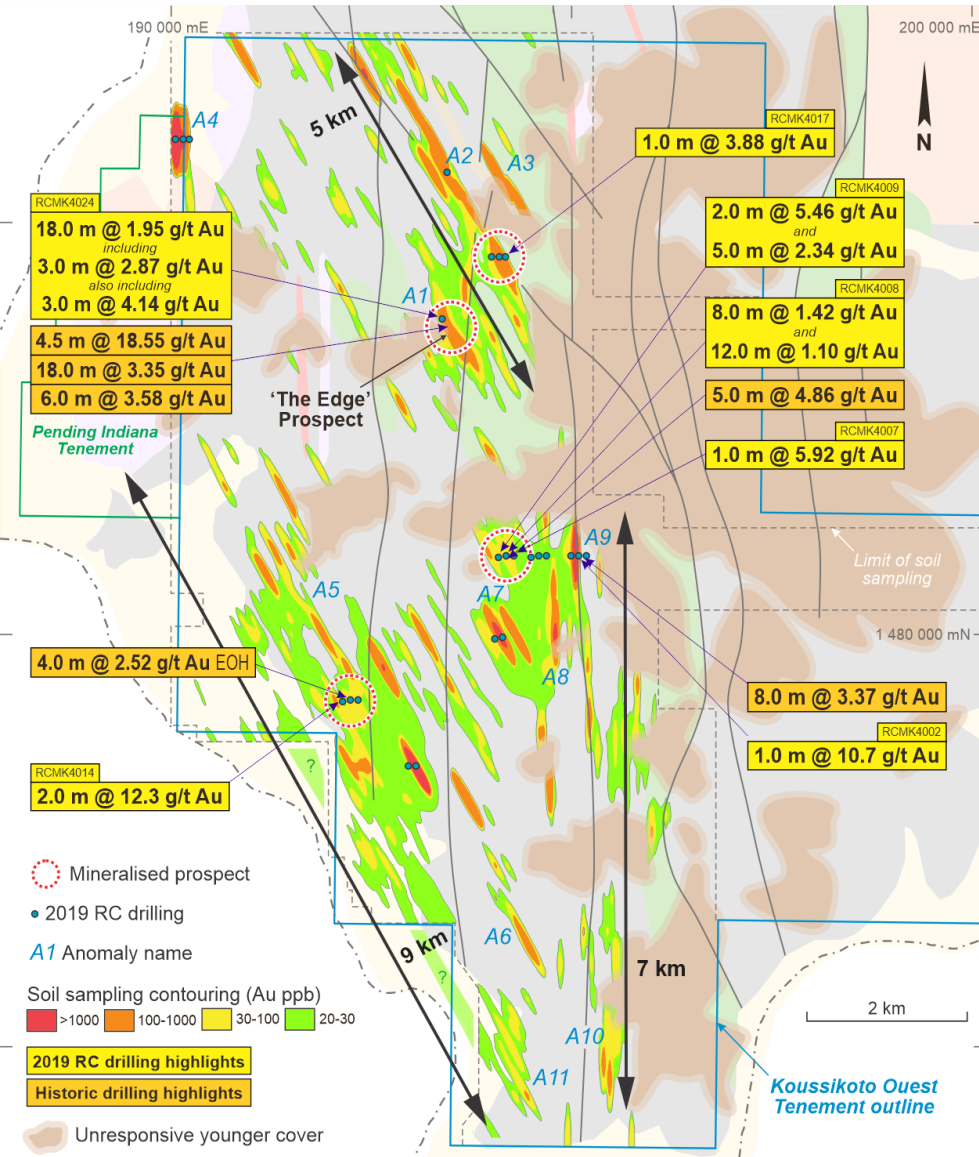 190 000 mE
200 000 mE
N
5 km
A4
A2
A3
RCMK4017
1.0 m @ 3.88 g/t Au
RCMK4009
2.0 m @ 5.46 g/t Au
and
5.0 m @ 2.34 g/t Au
RCMK4024
18.0 m @ 1.95 g/t Au
including
3.0 m @ 2.87 g/t Au
also including
3.0 m @ 4.14 g/t Au
4.5 m @ 18.55 g/t Au
18.0 m @ 3.35 g/t Au
6.0 m @ 3.58 g/t Au
A1
RCMK4008
8.0 m @ 1.42 g/t Au
and
12.0 m @ 1.10 g/t Au
5.0 m @ 4.86 g/t Au
RCMK4007
1.0 m @ 5.92 g/t Au
‘The Edge’
Prospect
Pending Indiana
Tenement
A9
Limit of soil
sampling
A5
A7
1 480 000 mN
A8
4.0 m @ 2.52 g/t Au EOH
8.0 m @ 3.37 g/t Au
RCMK4002
1.0 m @ 10.7 g/t Au
RCMK4014
2.0 m @ 12.3 g/t Au
?
Mineralised prospect
2019 RC drilling
A1 Anomaly name
A6
9 km
?
7 km
Soil sampling contouring (Au ppb)
>1000 100-1000 30-100 20-30
2 km
A10
A11
2019 RC drilling highlights
Historic drilling highlights
Koussikoto Ouest
Tenement outline
Unresponsive younger cover